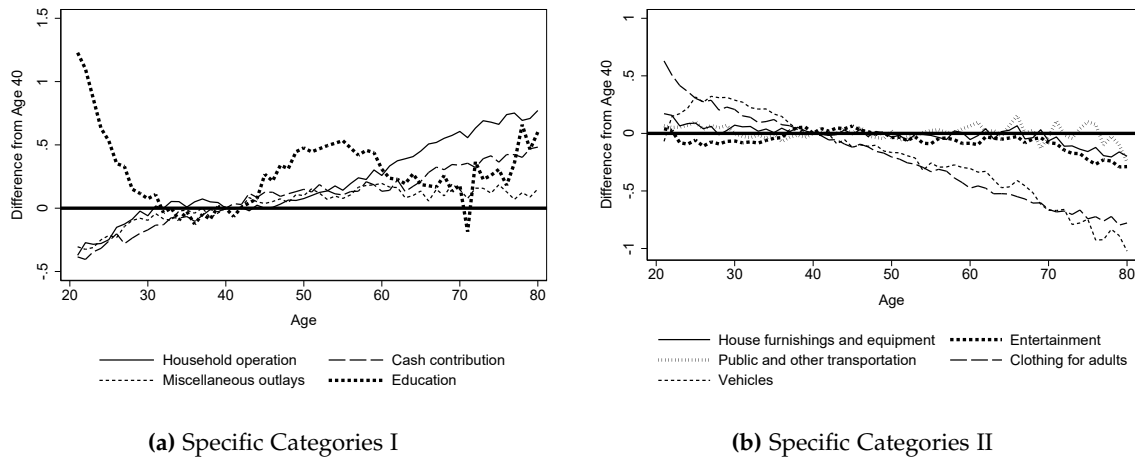 1.5
1
.5
0
-.5
Difference from Age 40
20 30 40 50 60 70 80
Age
Household operation Cash contribution
Miscellaneous outlays Education
(a) Specific Categories I
1
.5
0
-.5
-1
Difference from Age 40
20 30 40 50 60 70 80
Age
House furnishings and equipment Entertainment
Public and other transportation Clothing for adults
Vehicles
(b) Specific Categories II